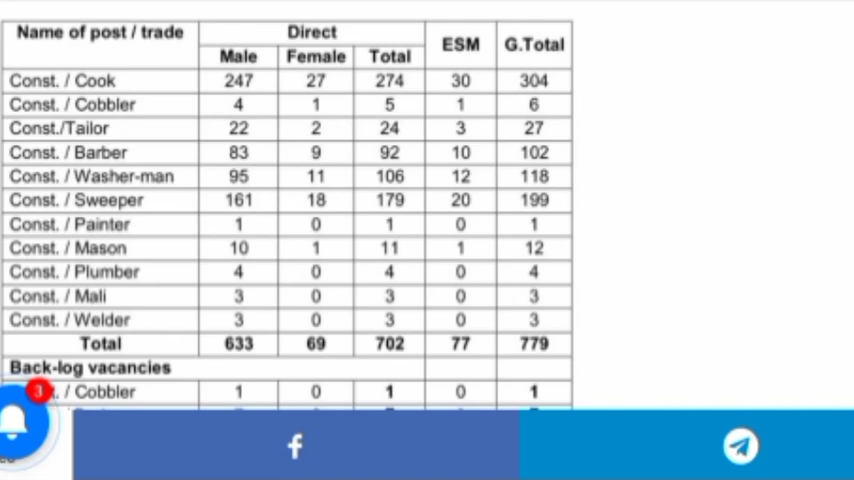 Name of post / trade Direct ESM G.Total
Male Female Total
Const. / Cook 247 27 274 30 304
Const. / Cobbler 4 1 5 1 6
Const./Tailor 22 2 24 3 27
Const. / Barber 83 9 92 10 102
Const. / Washer-man 95 11 106 12 118
Const. / Sweeper 161 18 179 20 199
Const. / Painter 1 0 1 0 1
Const. / Mason 10 1 11 1 12
Const. / Plumber 4 0 4 0 4
Const. / Mali 3 0 3 0 3
Const. / Welder 3 0 3 0 3
Total 633 69 702 77 779
Back-log vacancies
/ Cobbler 1 0 1 0 1
3
f